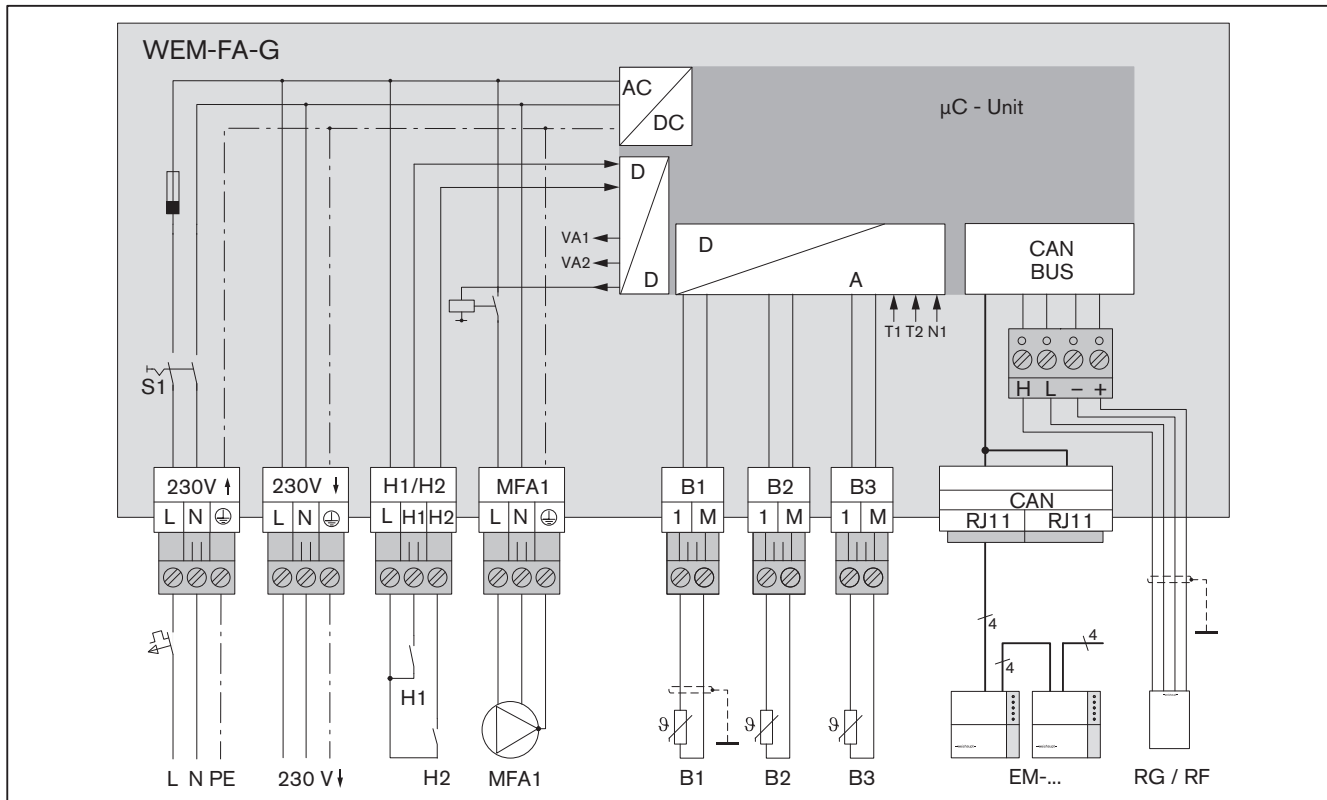 WEM-FA-G
AC
DC
µC - Unit
D
VA1
VA2
D
D
A
T1 T2 N1
CAN
BUS
S1
H L – +
230V
L N
230V
L N
H1/H2
L H1 H2
MFA1
L N
B1
1 M
B2
1 M
B3
1 M
CAN
RJ11 RJ11
4
4
4
H1
H2
ϑ
ϑ
ϑ
L N PE
230 V
MFA1
B1
B2
B3
EM-...
RG / RF